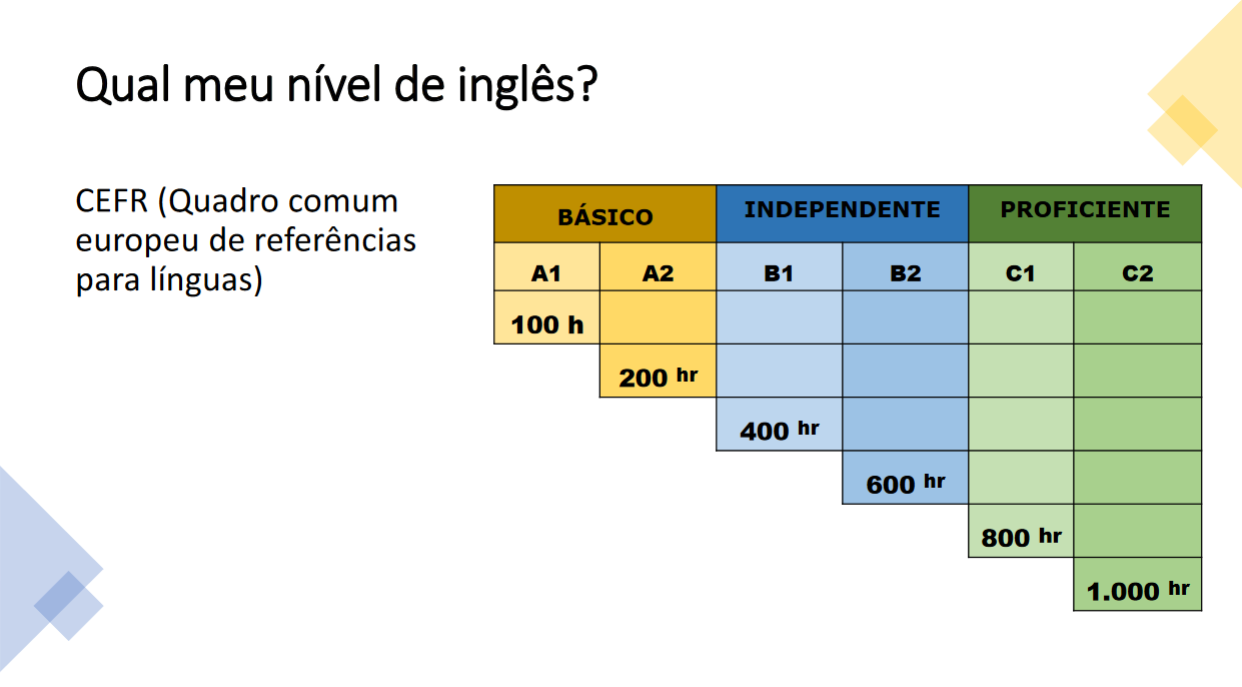 Qual meu nível de inglês?
CEFR (Quadro comum
europeu de referências
para línguas)
BÁSICO INDEPENDENTE PROFICIENTE
A1 A2 B1 B2 C1 C2
100 h
200 hr
400 hr
600 hr
800 hr
1.000 hr